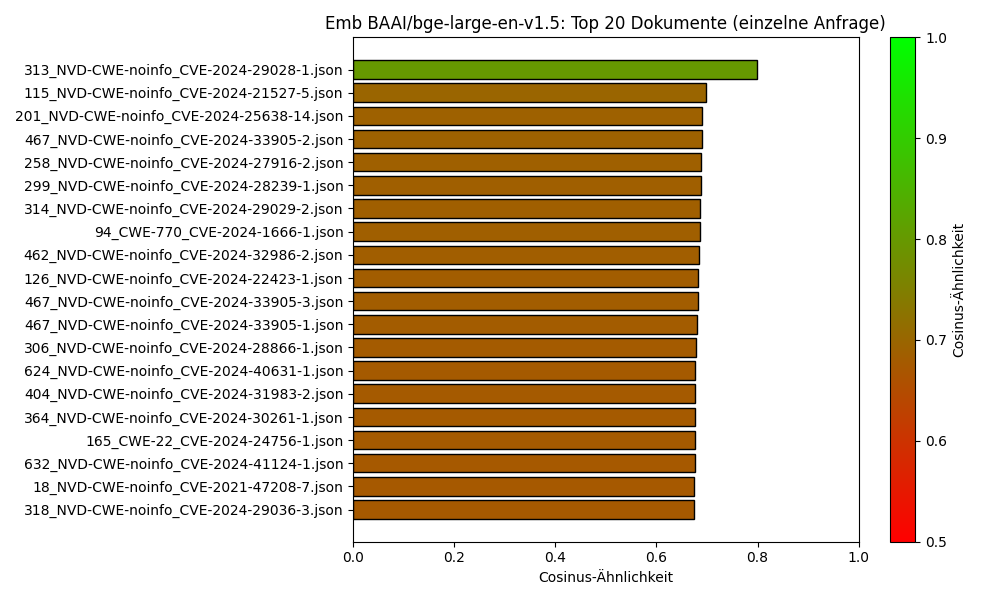 Emb BAAI/bge-large-en-v1.5: Top 20 Dokumente (einzelne Anfrage)
313_NVD-CWE-noinfo_CVE-2024-29028-1.json
115_NVD-CWE-noinfo_CVE-2024-21527-5.json
201_NVD-CWE-noinfo_CVE-2024-25638-14.json
467_NVD-CWE-noinfo_CVE-2024-33905-2.json
258_NVD-CWE-noinfo_CVE-2024-27916-2.json
299_NVD-CWE-noinfo_CVE-2024-28239-1.json
314_NVD-CWE-noinfo_CVE-2024-29029-2.json
94_CWE-770_CVE-2024-1666-1.json
462_NVD-CWE-noinfo_CVE-2024-32986-2.json
126_NVD-CWE-noinfo_CVE-2024-22423-1.json
467_NVD-CWE-noinfo_CVE-2024-33905-3.json
467_NVD-CWE-noinfo_CVE-2024-33905-1.json
306_NVD-CWE-noinfo_CVE-2024-28866-1.json
624_NVD-CWE-noinfo_CVE-2024-40631-1.json
404_NVD-CWE-noinfo_CVE-2024-31983-2.json
364_NVD-CWE-noinfo_CVE-2024-30261-1.json
165_CWE-22_CVE-2024-24756-1.json
632_NVD-CWE-noinfo_CVE-2024-41124-1.json
18_NVD-CWE-noinfo_CVE-2021-47208-7.json
318_NVD-CWE-noinfo_CVE-2024-29036-3.json
0.0 0.2 0.4 0.6 0.8 1.0
Cosinus-Ähnlichkeit
1.0
0.9
0.8
0.7
0.6
0.5
Cosinus-Ähnlichkeit